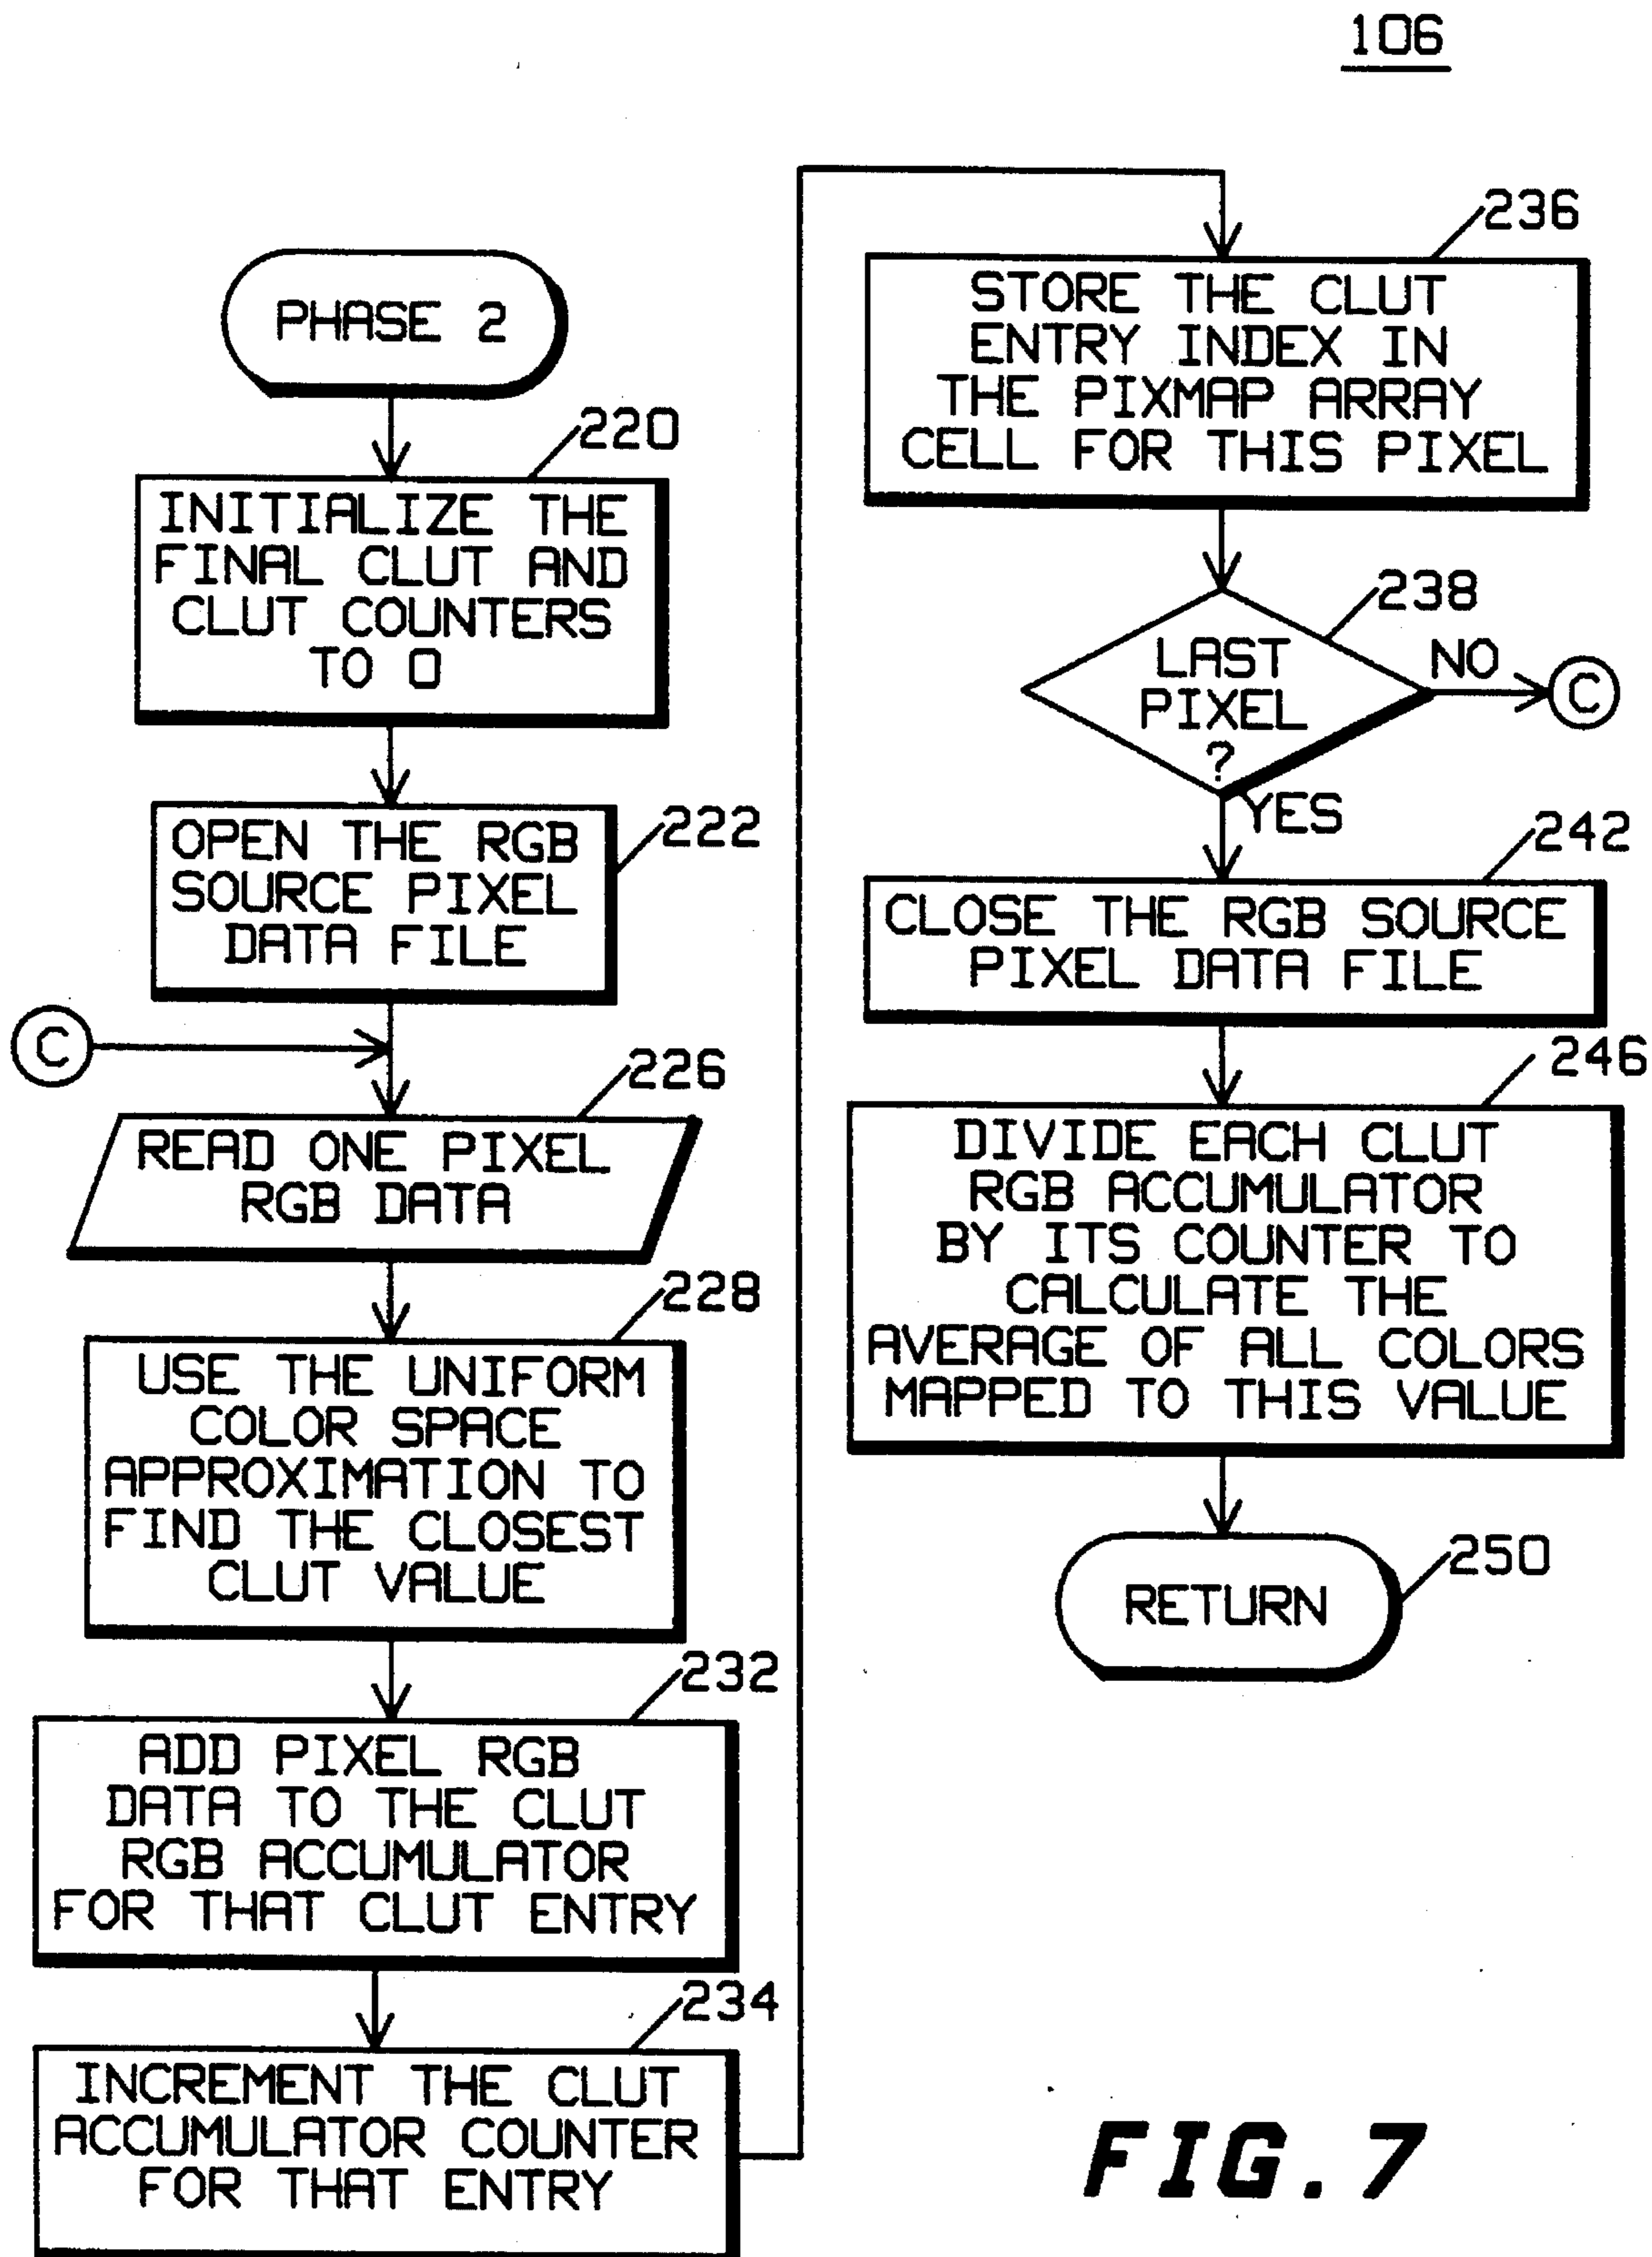 106
PHASE 2
220
INITIALIZE THE
FINAL CLUT AND
CLUT COUNTERS
TO 0
222
OPEN THE RGB
SOURCE PIXEL
DATA FILE
C
226
READ ONE PIXEL
RGB DATA
228
USE THE UNIFORM
COLOR SPACE
APPROXIMATION TO
FIND THE CLOSEST
CLUT VALUE
232
ADD PIXEL RGB
DATA TO THE CLUT
RGB ACCUMULATOR
FOR THAT CLUT ENTRY
234
INCREMENT THE CLUT
ACCUMULATOR COUNTER
FOR THAT ENTRY
236
STORE THE CLUT
ENTRY INDEX IN
THE PIXMAP ARRAY
CELL FOR THIS PIXEL
238
LAST
PIXEL
?
NO
C
YES
242
CLOSE THE RGB SOURCE
PIXEL DATA FILE
246
DIVIDE EACH CLUT
RGB ACCUMULATOR
BY ITS COUNTER TO
CALCULATE THE
AVERAGE OF ALL COLORS
MAPPED TO THIS VALUE
250
RETURN
FIG. 7